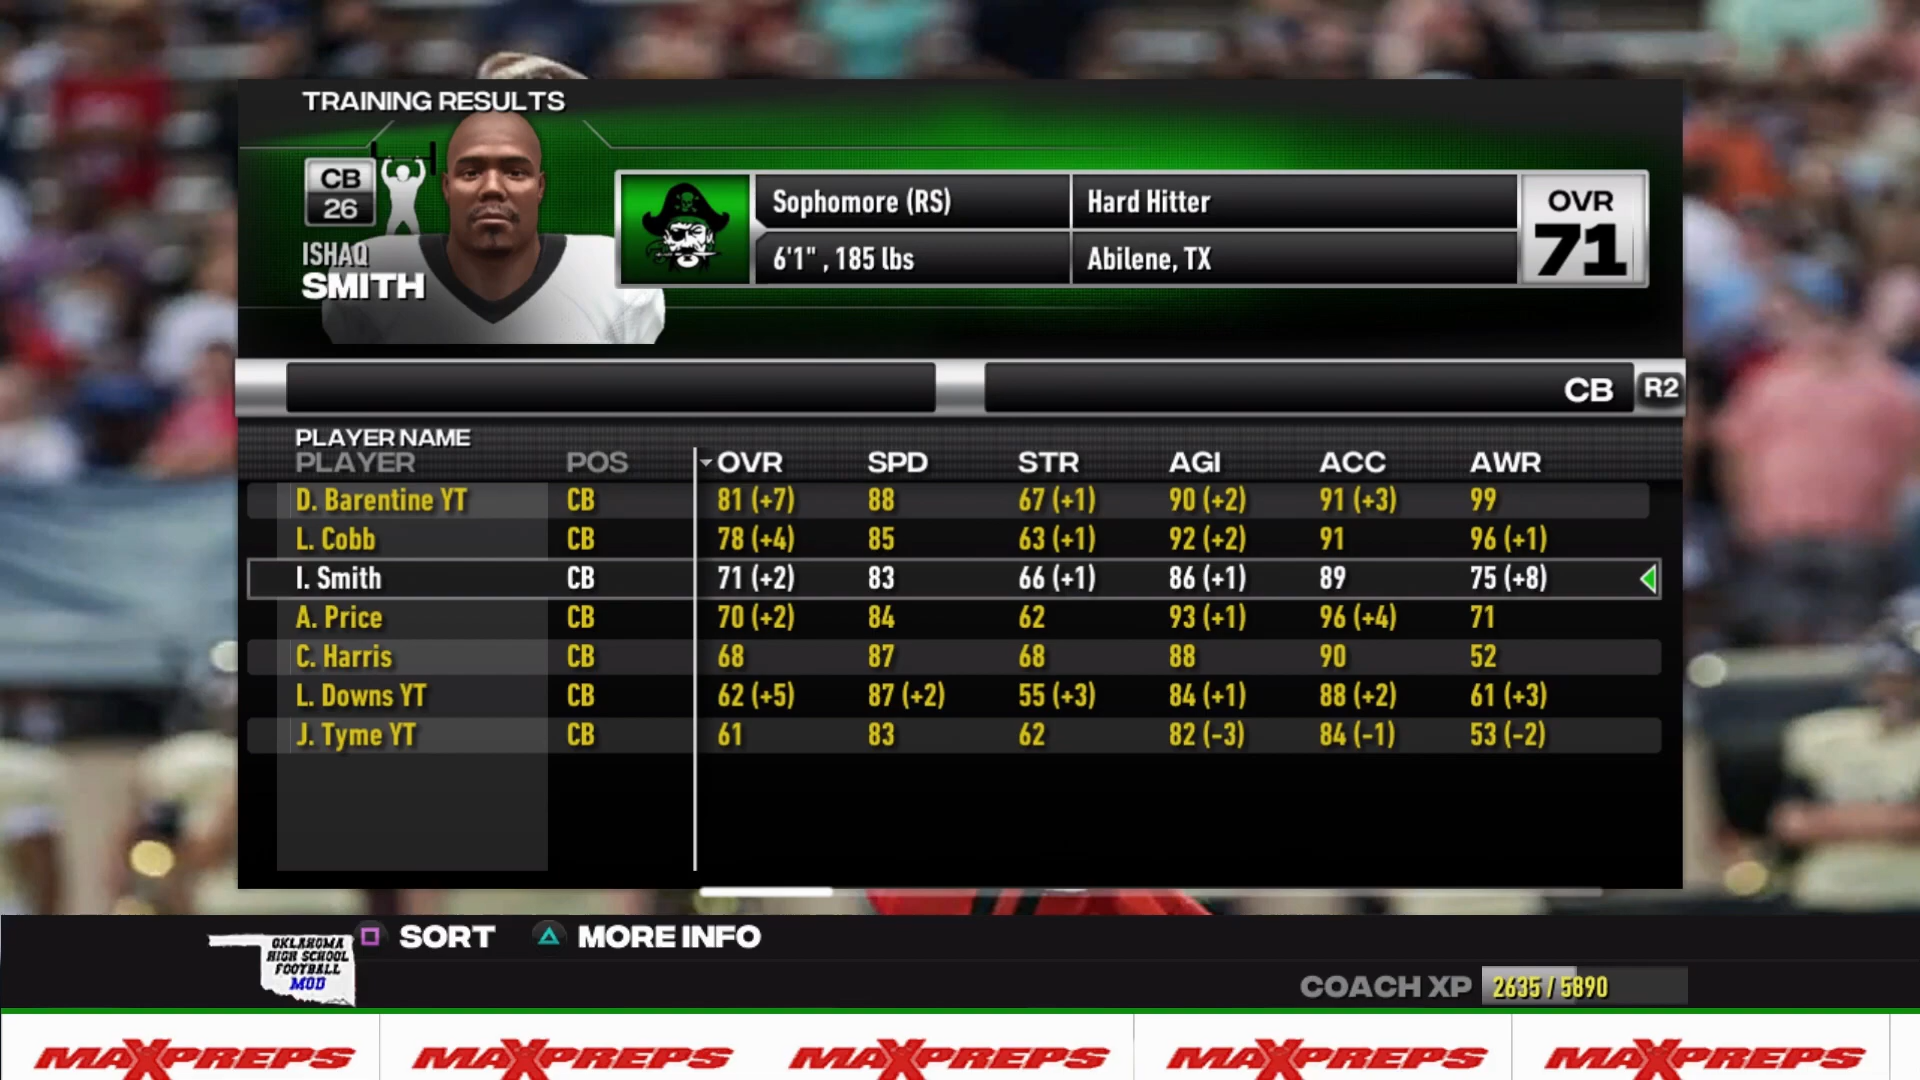 TRAINING RESULTS
CB
26
ISHAQ
SMITH
Sophomore (RS)
Hard Hitter
6'1" , 185 lbs
Abilene, TX
OVR
71
CB R2
PLAYER NAME
PLAYER POS OVR SPD STR AGI ACC AWR
D. Barentine YT CB 81 (+7) 88 67 (+1) 90 (+2) 91 (+3) 99
L. Cobb CB 78 (+4) 85 63 (+1) 92 (+2) 91 96 (+1)
I. Smith CB 71 (+2) 83 66 (+1) 86 (+1) 89 75 (+8)
A. Price CB 70 (+2) 84 62 93 (+1) 96 (+4) 71
C. Harris CB 68 87 68 88 90 52
L. Downs YT CB 62 (+5) 87 (+2) 55 (+3) 84 (+1) 88 (+2) 61 (+3)
J. Tyme YT CB 61 83 62 82 (-3) 84 (-1) 53 (-2)
OKLAHOMA
HIGH SCHOOL
FOOTBALL
MOD
SORT MORE INFO
COACH XP 2635 / 5890
MAXPREPS MAXPREPS MAXPREPS MAXPREPS MAXPREPS